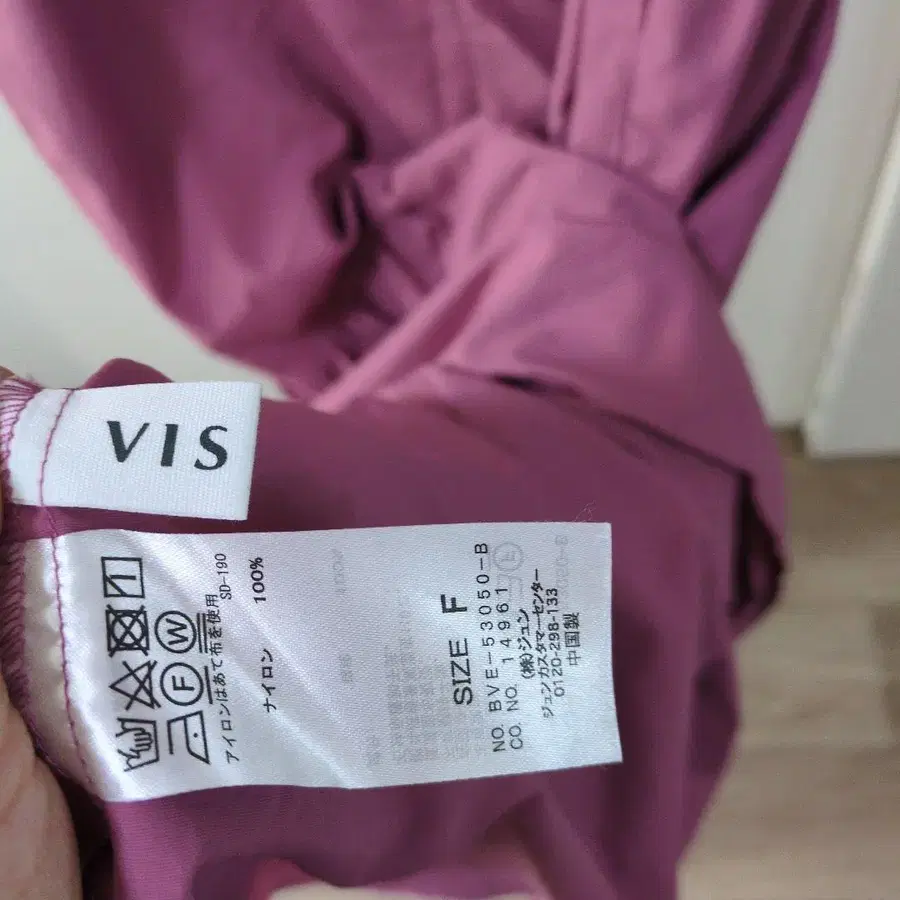 VIS
W
F
アイロンはあて布を使用
SD-190
ナイロン 100%
SIZE F
NO. BVE-53050-B
CO. NO. 14961
(株)ジュン
ジュンカスタマーセンター
0120-298-133
中国製